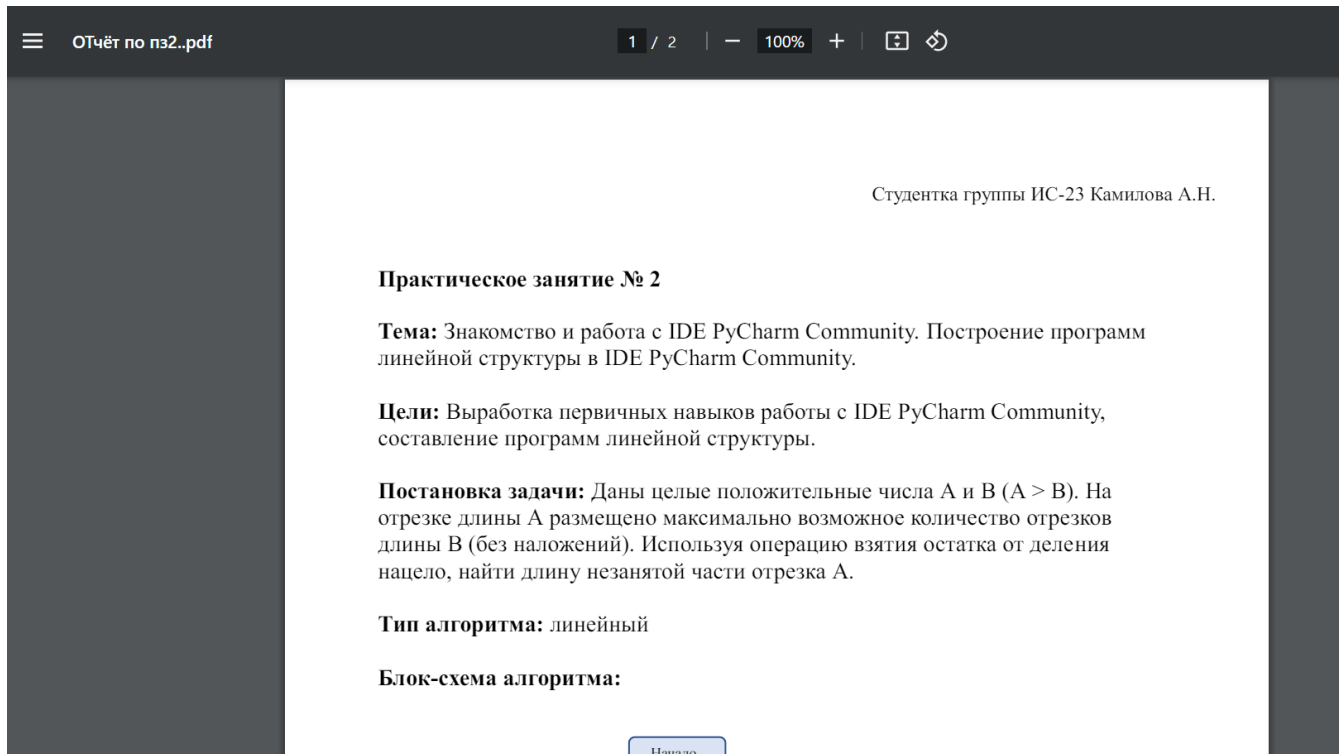 ОТчёт по пз2..pdf
1 / 2 | − 100% + |
Студентка группы ИС-23 Камилова А.Н.
Практическое занятие № 2
Тема: Знакомство и работа с IDE PyCharm Community. Построение программ
линейной структуры в IDE PyCharm Community.
Цели: Выработка первичных навыков работы с IDE PyCharm Community,
составление программ линейной структуры.
Постановка задачи: Даны целые положительные числа A и B (A > B). На
отрезке длины A размещено максимально возможное количество отрезков
длины B (без наложений). Используя операцию взятия остатка от деления
нацело, найти длину незанятой части отрезка A.
Тип алгоритма: линейный
Блок-схема алгоритма:
Начало